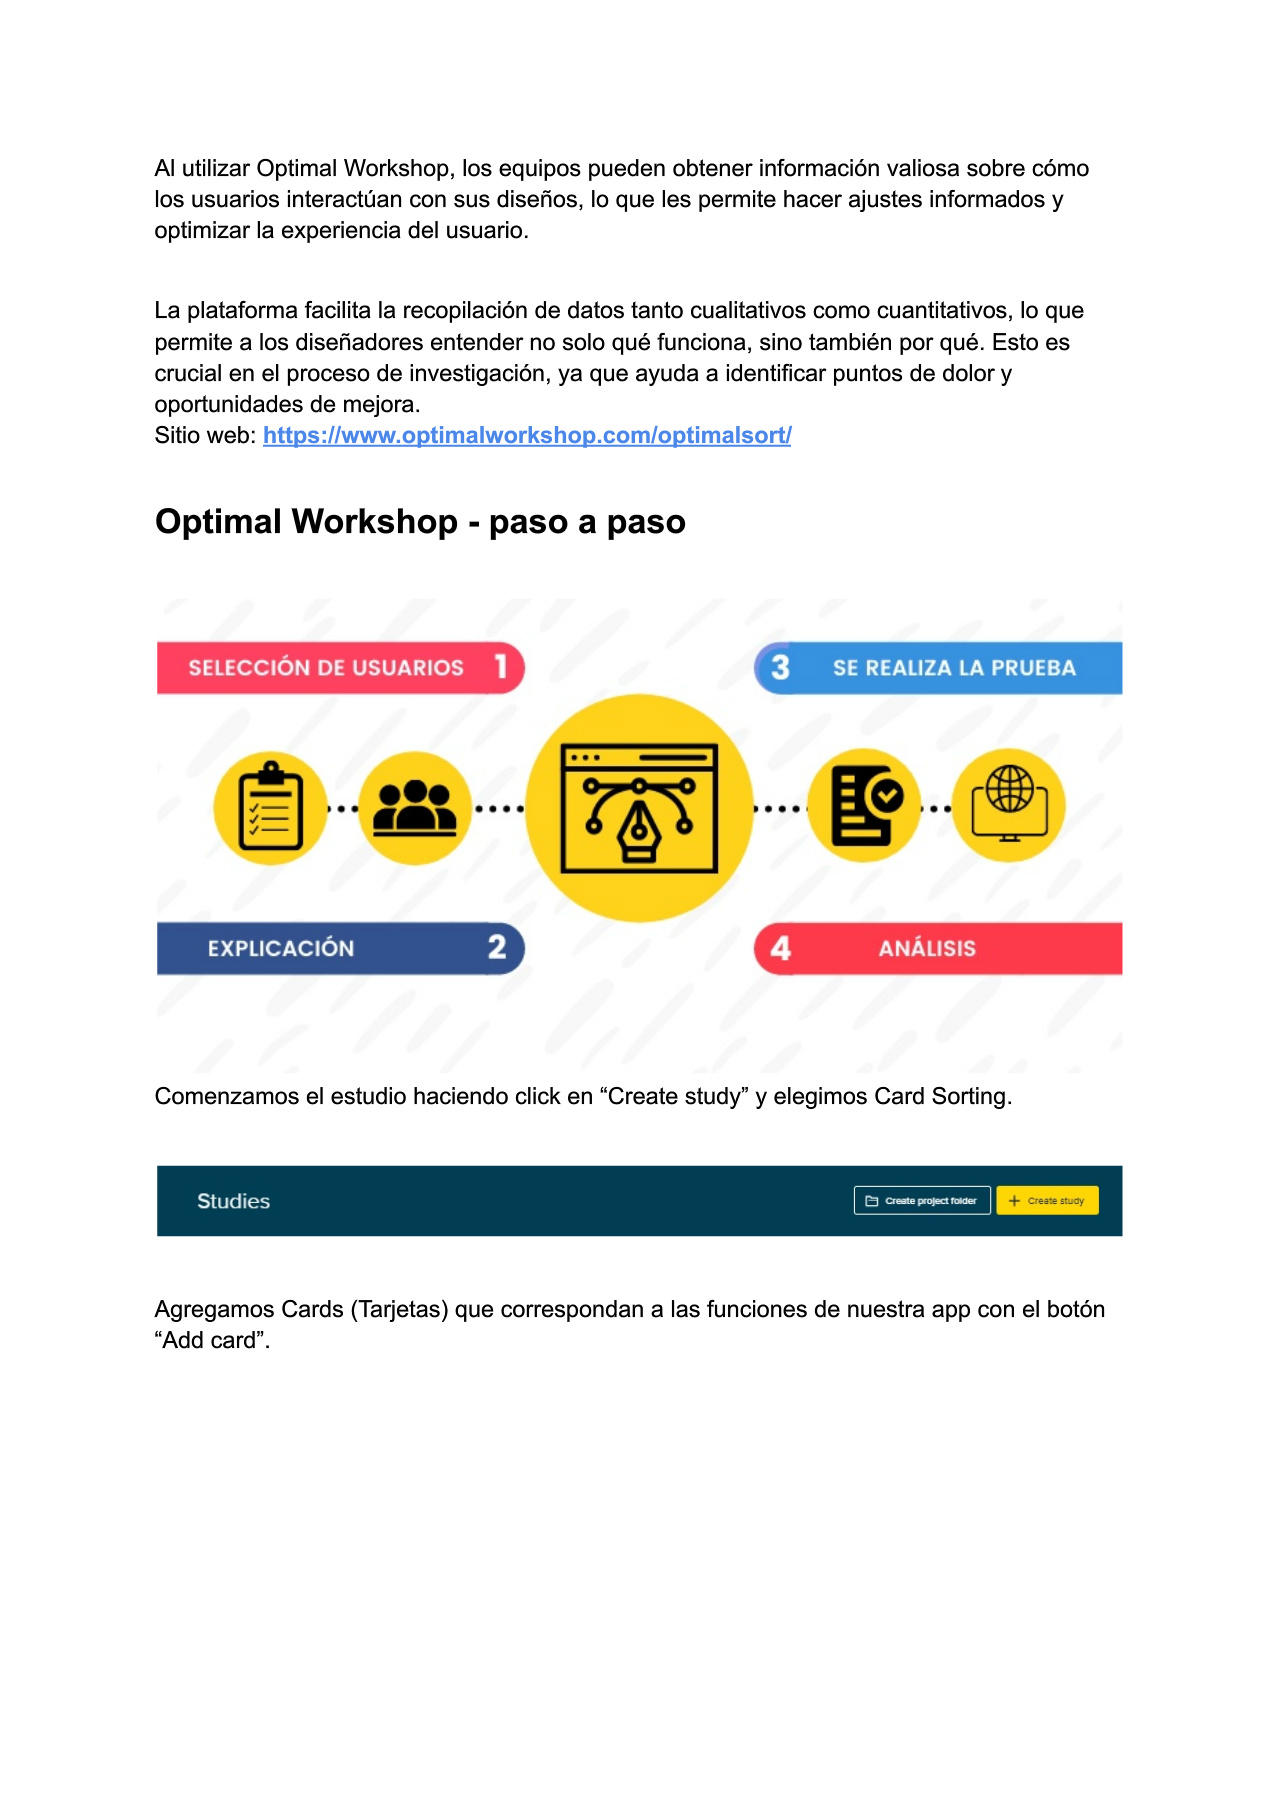 Al utilizar Optimal Workshop, los equipos pueden obtener información valiosa sobre cómo
los usuarios interactúan con sus diseños, lo que les permite hacer ajustes informados y
optimizar la experiencia del usuario.
La plataforma facilita la recopilación de datos tanto cualitativos como cuantitativos, lo que
permite a los diseñadores entender no solo qué funciona, sino también por qué. Esto es
crucial en el proceso de investigación, ya que ayuda a identificar puntos de dolor y
oportunidades de mejora.
Sitio web: https://www.optimalworkshop.com/optimalsort/
Optimal Workshop - paso a paso
SELECCIÓN DE USUARIOS 1
3 SE REALIZA LA PRUEBA
EXPLICACIÓN 2
4 ANÁLISIS
Comenzamos el estudio haciendo click en “Create study” y elegimos Card Sorting.
Studies Create project folder + Create study
Agregamos Cards (Tarjetas) que correspondan a las funciones de nuestra app con el botón
“Add card”.